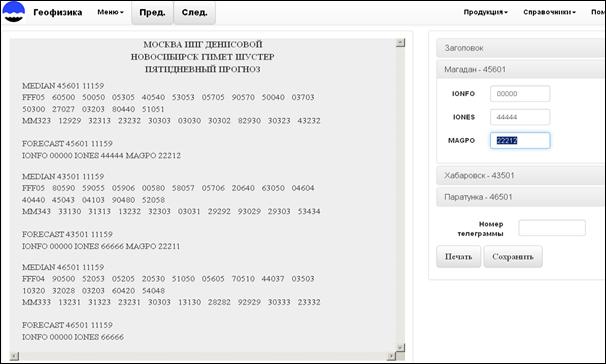 Геофизика Меню Пред. След. Продукция Справочники Пом
МОСКВА ИПГ ДЕНИСОВОЙ
НОВОСИБИРСК ГИМЕТ ШУСТЕР
ПЯТИДНЕВНЫЙ ПРОГНОЗ
MEDIAN 45601 11159
FFF05 60500 50050 05305 40540 53053 05705 90570 50040 03703
50300 27027 03203 80440 51051
MM323 12929 32313 23232 30303 03030 30302 82930 30323 43232
FORECAST 45601 11159
IONFO 00000 IONES 44444 MAGPO 22212
MEDIAN 43501 11159
FFF05 80590 59055 05906 00580 58057 05706 20640 63050 04604
40440 45043 04103 90480 52058
MM343 33130 31313 13232 32303 03031 29292 93029 29303 53434
FORECAST 43501 11159
IONFO 00000 IONES 66666 MAGPO 22211
MEDIAN 46501 11159
FFF04 90500 52053 05205 20530 51050 05605 70510 44037 03503
10320 32028 03203 60420 54048
MM333 13231 31323 23231 30303 13130 28282 92929 30333 23332
FORECAST 46501 11159
IONFO 00000 IONES 66666
Заголовок
Магадан - 45601
IONFO 00000
IONES 44444
MAGPO 22212
Хабаровск - 43501
Паратунка - 46501
Номер
телеграммы
Печать Сохранить